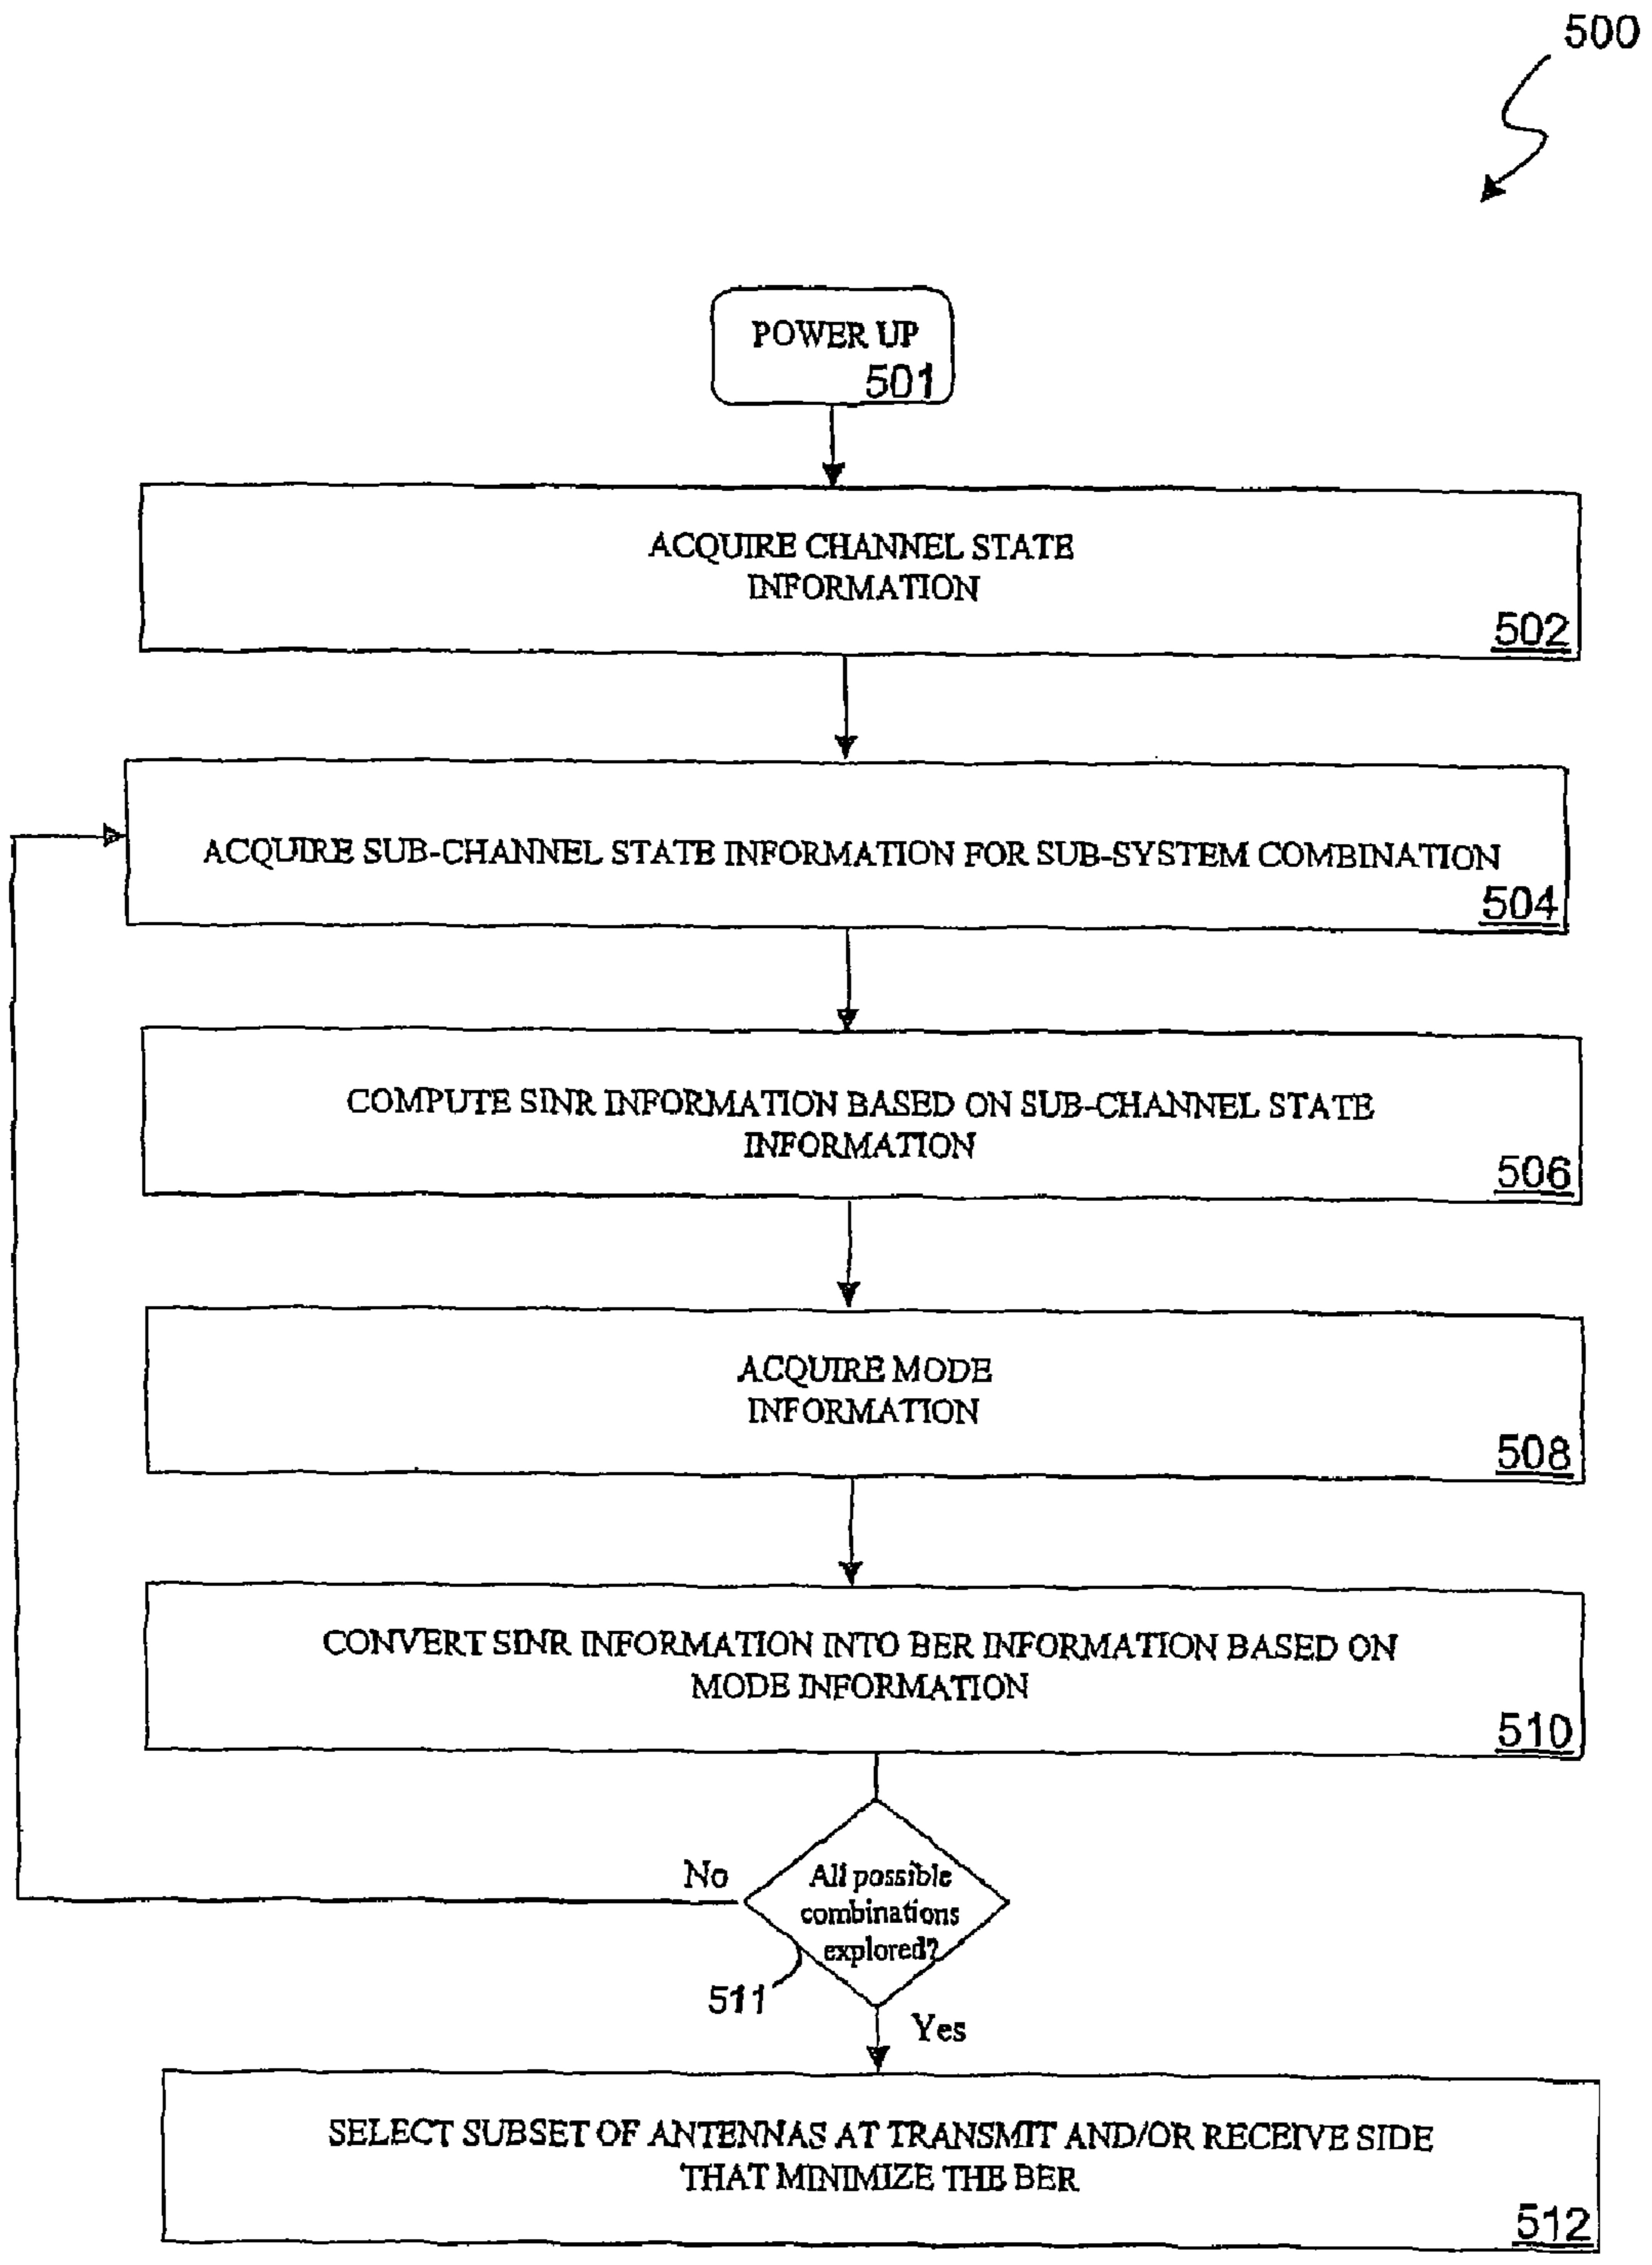 500
POWER UP
501
ACQUIRE CHANNEL STATE
INFORMATION
502
ACQUIRE SUB-CHANNEL STATE INFORMATION FOR SUB-SYSTEM COMBINATION
504
COMPUTE SINR INFORMATION BASED ON SUB-CHANNEL STATE
INFORMATION
506
ACQUIRE MODE
INFORMATION
508
CONVERT SINR INFORMATION INTO BER INFORMATION BASED ON
MODE INFORMATION
510
No
All possible
combinations
explored?
511
Yes
SELECT SUBSET OF ANTENNAS AT TRANSMIT AND/OR RECEIVE SIDE
THAT MINIMIZE THE BER
512